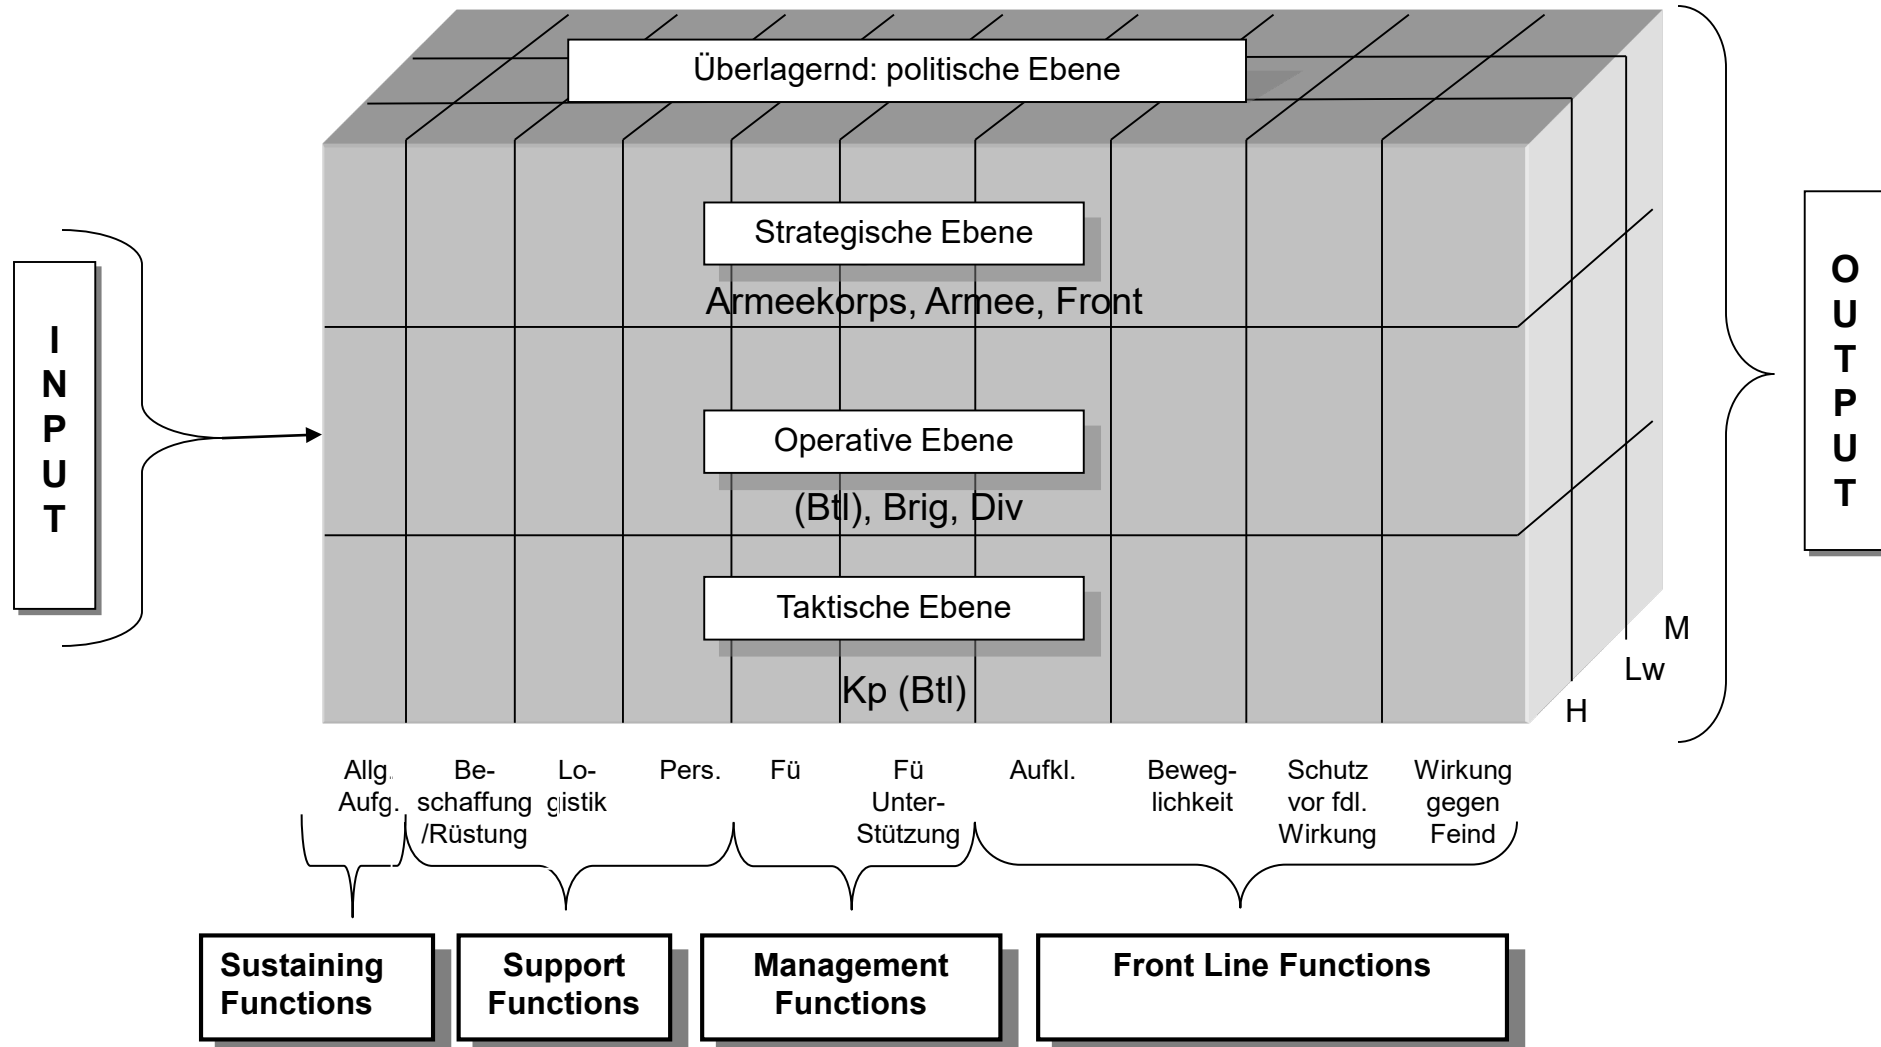 Überlagernd: politische Ebene
Strategische Ebene
Armeekorps, Armee, Front
Operative Ebene
(Btl), Brig, Div
Taktische Ebene
Kp (Btl)
I
N
P
U
T
O
U
T
P
U
T
M
Lw
H
Allg.
Aufg.
Be-
schaffung
/Rüstung
Lo-
gistik
Pers.
Fü
Fü
Unter-
Stützung
Aufkl.
Beweg-
lichkeit
Schutz
vor fdl.
Wirkung
Wirkung
gegen
Feind
Sustaining
Functions
Support
Functions
Management
Functions
Front Line Functions